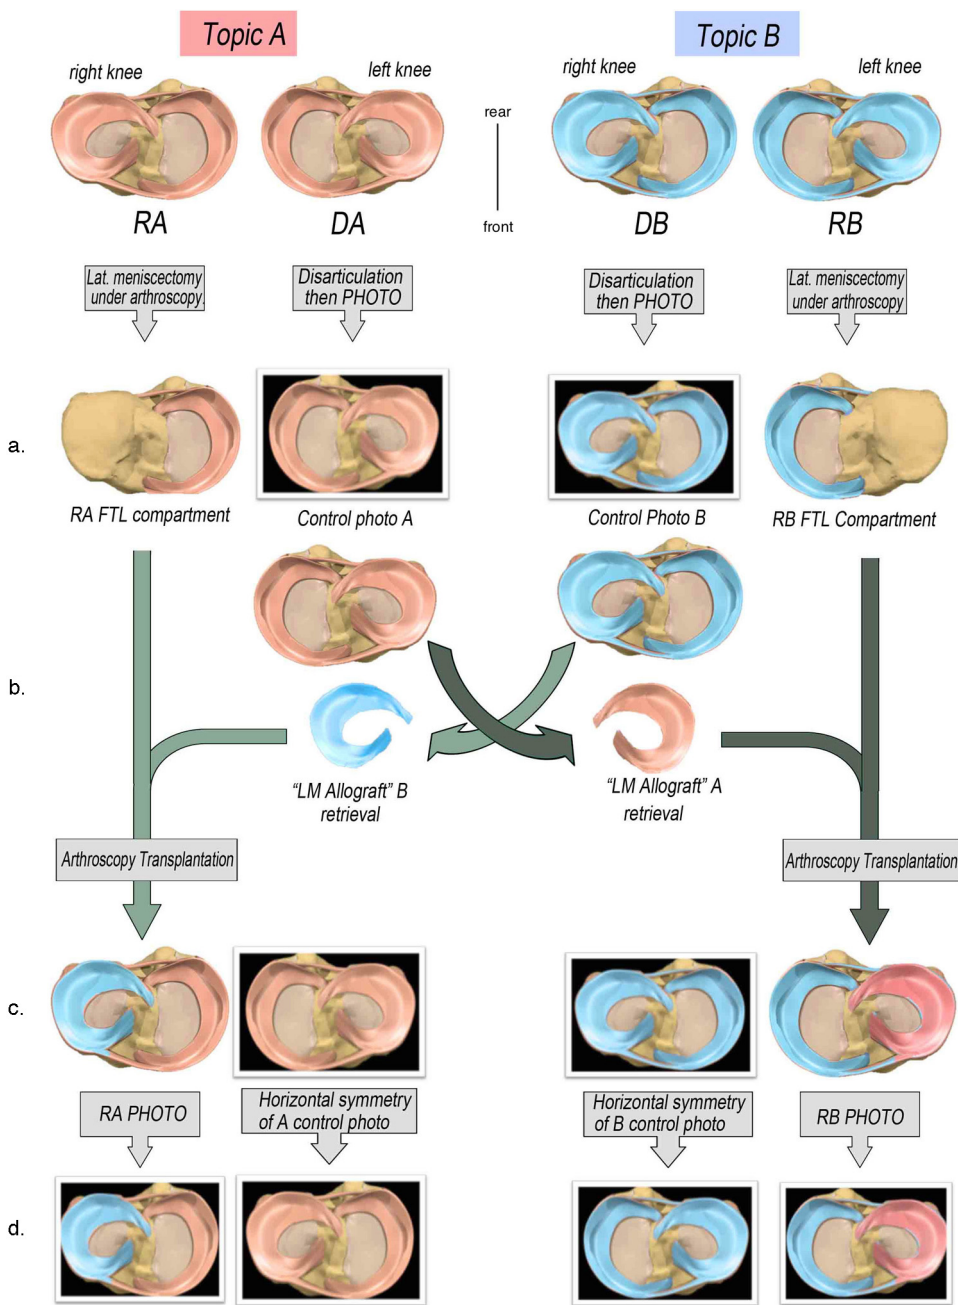 Topic A
Topic B
right knee
left knee
right knee
left knee
rear
front
RA
DA
DB
RB
Lat. meniscectomy
under arthroscopy.
Disarticulation
then PHOTO
Disarticulation
then PHOTO
Lat. meniscectomy
under arthroscopy
a.
RA FTL compartment
Control photo A
Control Photo B
RB FTL Compartment
b.
"LM Allograft" B
retrieval
"LM Allograft" A
retrieval
Arthroscopy Transplantation
Arthroscopy Transplantation
c.
RA PHOTO
Horizontal symmetry
of A control photo
Horizontal symmetry
of B control photo
RB PHOTO
d.